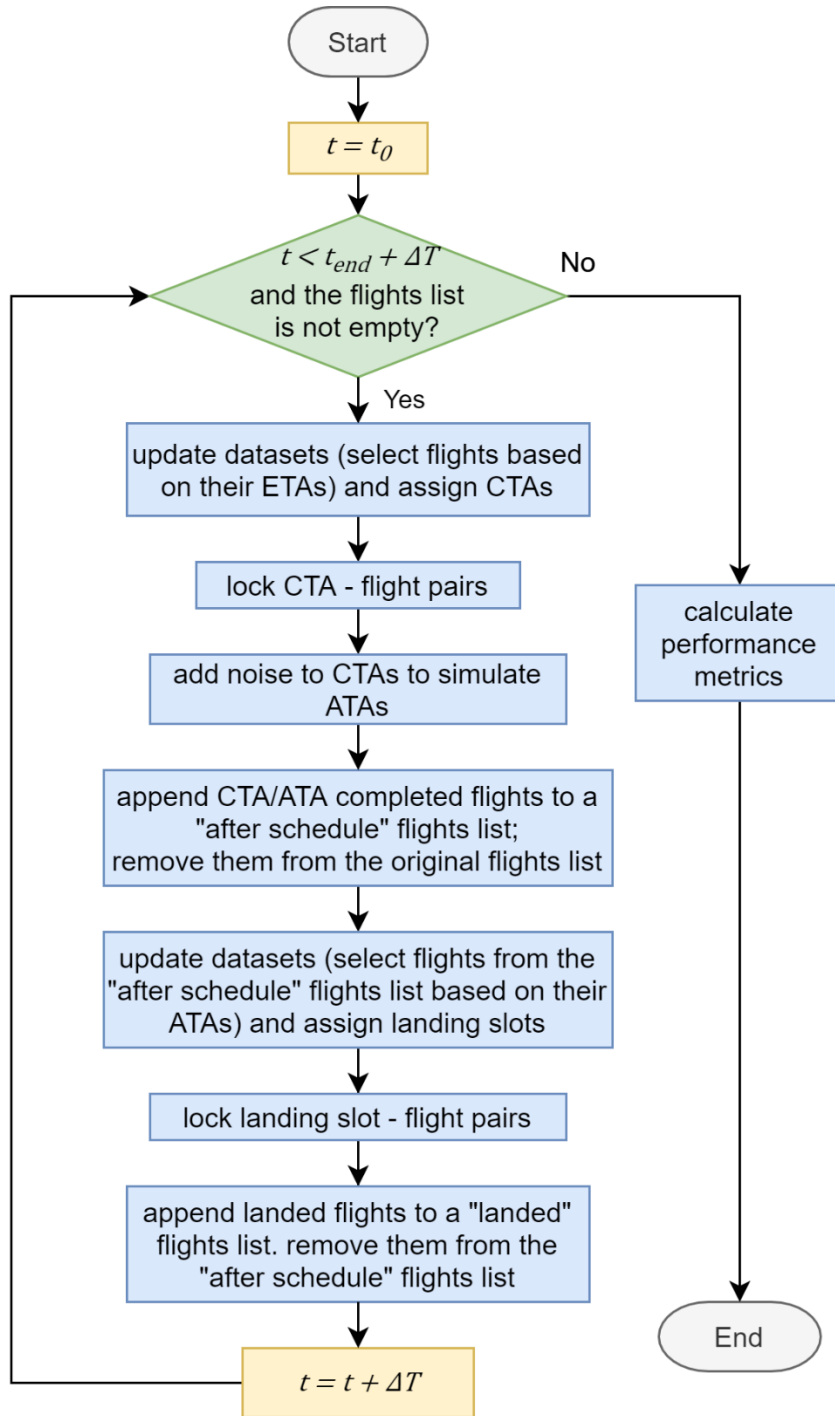 Start
t = t₀
t < t_end + ΔT
and the flights list
is not empty?
No
Yes
update datasets (select flights based
on their ETAs) and assign CTAs
lock CTA - flight pairs
add noise to CTAs to simulate
ATAs
append CTA/ATA completed flights to a
"after schedule" flights list;
remove them from the original flights list
update datasets (select flights from the
"after schedule" flights list based on their
ATAs) and assign landing slots
lock landing slot - flight pairs
append landed flights to a "landed"
flights list. remove them from the
"after schedule" flights list
t = t + ΔT
calculate
performance
metrics
End